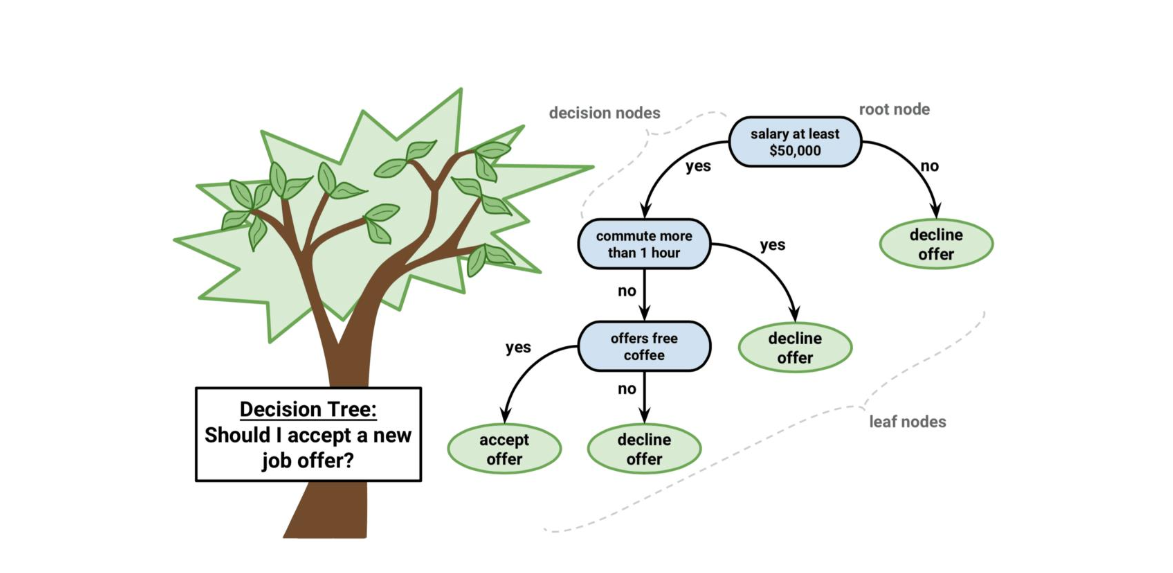 decision nodes
root node
salary at least
$50,000
yes
no
commute more
than 1 hour
yes
decline
offer
no
offers free
coffee
decline
offer
yes
no
accept
offer
decline
offer
leaf nodes
Decision Tree:
Should I accept a new
job offer?